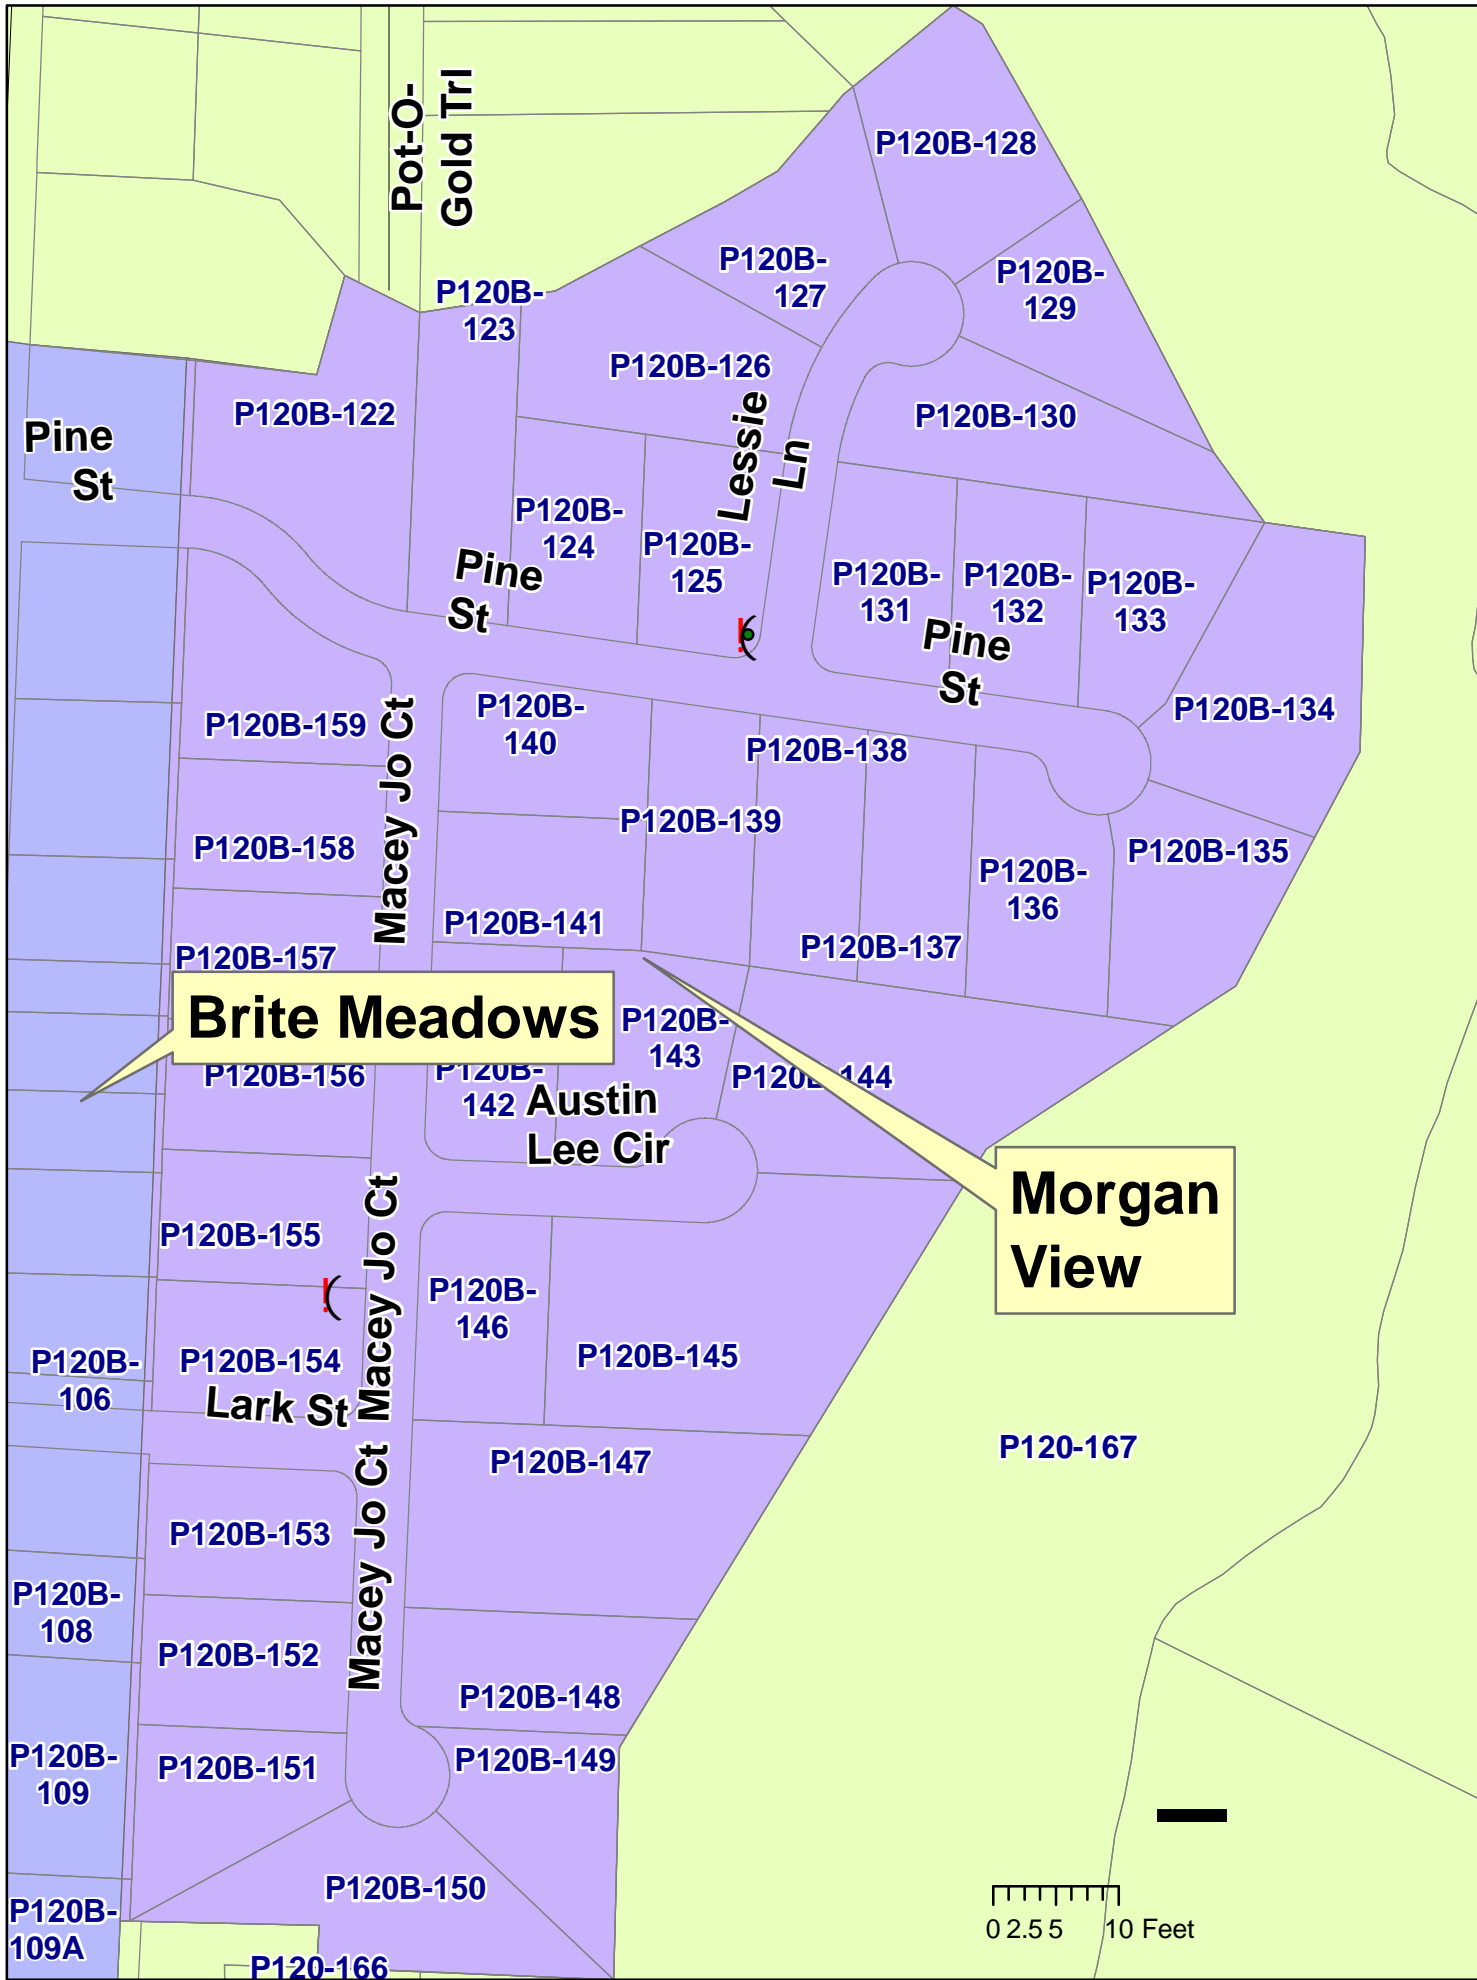 Pot-O-
Gold Trl
P120B-128
P120B-
127
P120B-
129
P120B-
123
P120B-126
P120B-122
P120B-130
Pine
St
Lessie
Ln
P120B-
124
P120B-
125
Pine
St
P120B-
131
P120B-
132
P120B-
133
Pine
St
P120B-134
P120B-159
Macey Jo Ct
P120B-
140
P120B-138
P120B-139
P120B-158
P120B-135
P120B-
136
P120B-141
P120B-137
P120B-157
Brite Meadows
P120B-
143
P120B-156
P120B-
142
P120B-144
Austin
Lee Cir
Morgan
View
P120B-155
Macey Jo Ct
P120B-
146
P120B-145
P120B-
106
P120B-154
Lark St
P120B-147
P120-167
Macey Jo Ct
P120B-153
P120B-
108
P120B-152
P120B-148
P120B-
109
P120B-151
P120B-149
P120B-150
P120B-
109A
P120-166
0 2.5 5 10 Feet